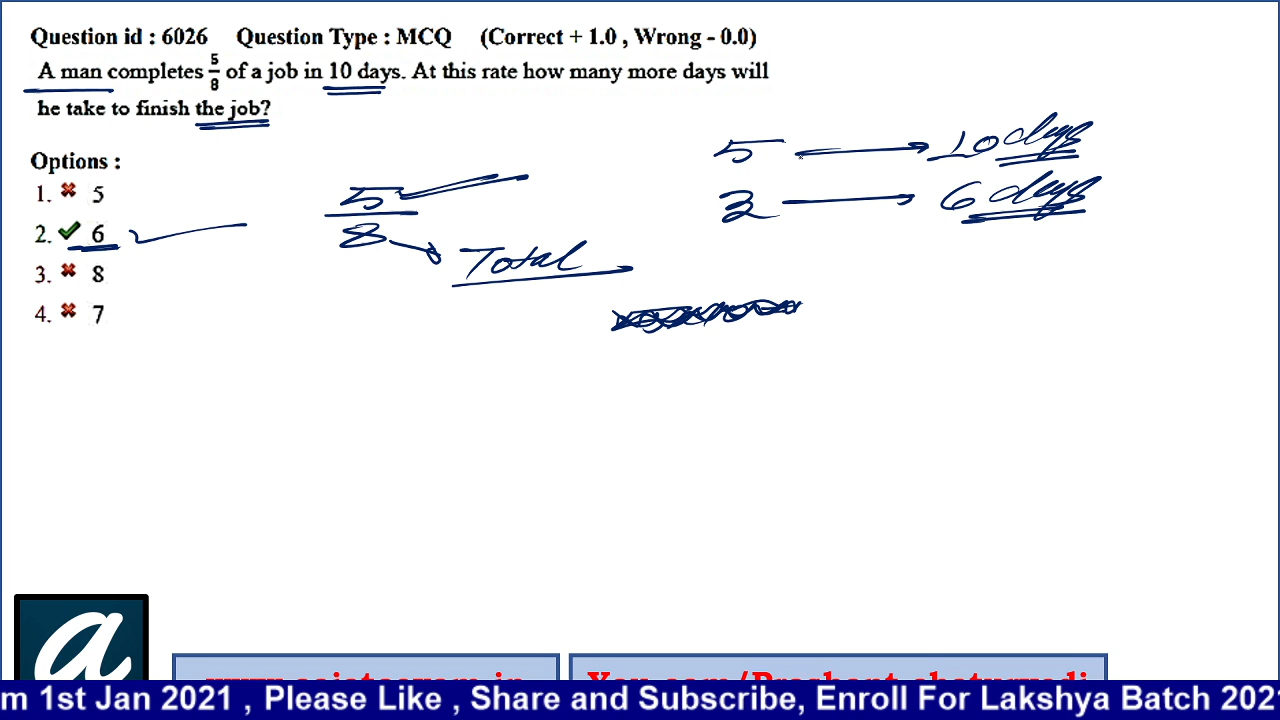 Question id : 6026 Question Type : MCQ (Correct + 1.0 , Wrong - 0.0)
A man completes 5/8 of a job in 10 days. At this rate how many more days will
he take to finish the job?
Options :
1. 5
2. 6
3. 8
4. 7
5/8
Total
5 → 10 days
3 → 6 days
a
m 1st Jan 2021 , Please Like , Share and Subscribe, Enroll For Lakshya Batch 202